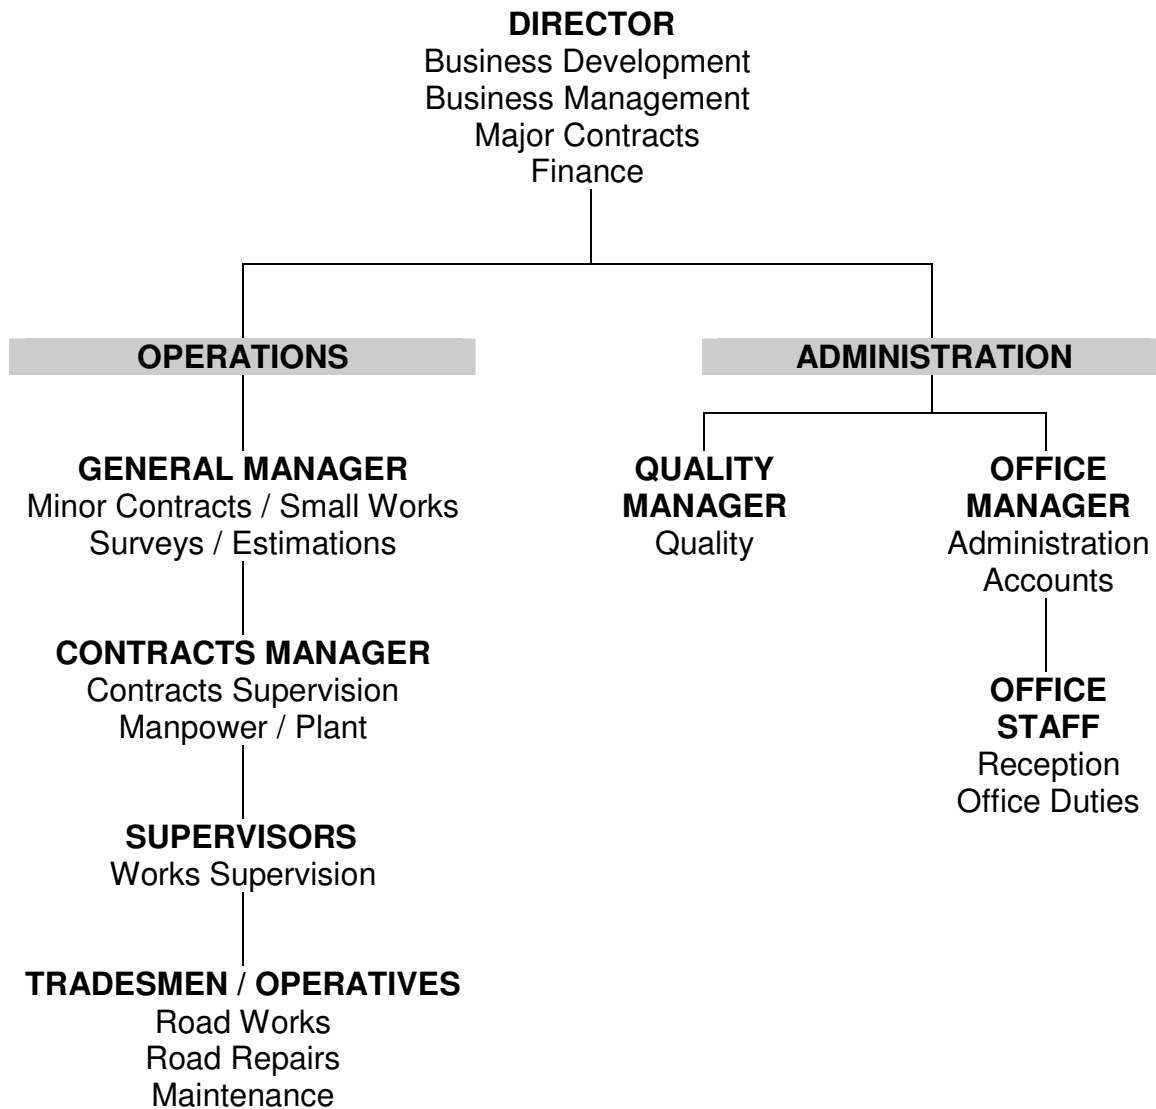 DIRECTOR
Business Development
Business Management
Major Contracts
Finance
OPERATIONS
GENERAL MANAGER
Minor Contracts / Small Works
Surveys / Estimations
CONTRACTS MANAGER
Contracts Supervision
Manpower / Plant
SUPERVISORS
Works Supervision
TRADESMEN / OPERATIVES
Road Works
Road Repairs
Maintenance
ADMINISTRATION
QUALITY
MANAGER
Quality
OFFICE
MANAGER
Administration
Accounts
OFFICE
STAFF
Reception
Office Duties